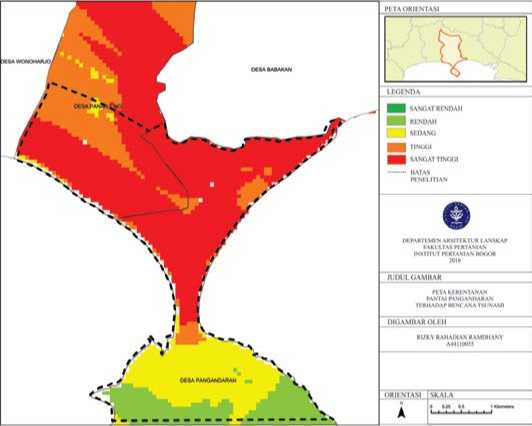 DESA WONOHARJO
DESA BABAKAN
DESA PANGANDARAN
PETA ORIENTASI
LEGENDA
SANGAT RENDAH
RENDAH
SEDANG
TINGGI
SANGAT TINGGI
BATAS
PENELITIAN
DEPARTEMEN ARSITEKTUR LANSKAP
FAKULTAS PERTANIAN
INSTITUT PERTANIAN BOGOR
2016
JUDUL GAMBAR
PETA KERENTANAN
PANTAI PANGANDARAN
TERHADAP BENCANA TSUNAMI
DIGAMBAR OLEH
RIZKY RAHADIAN RAMDHANY
A44110055
ORIENTASI
SKALA
N
0 0.25 0.5 1 Kilometers